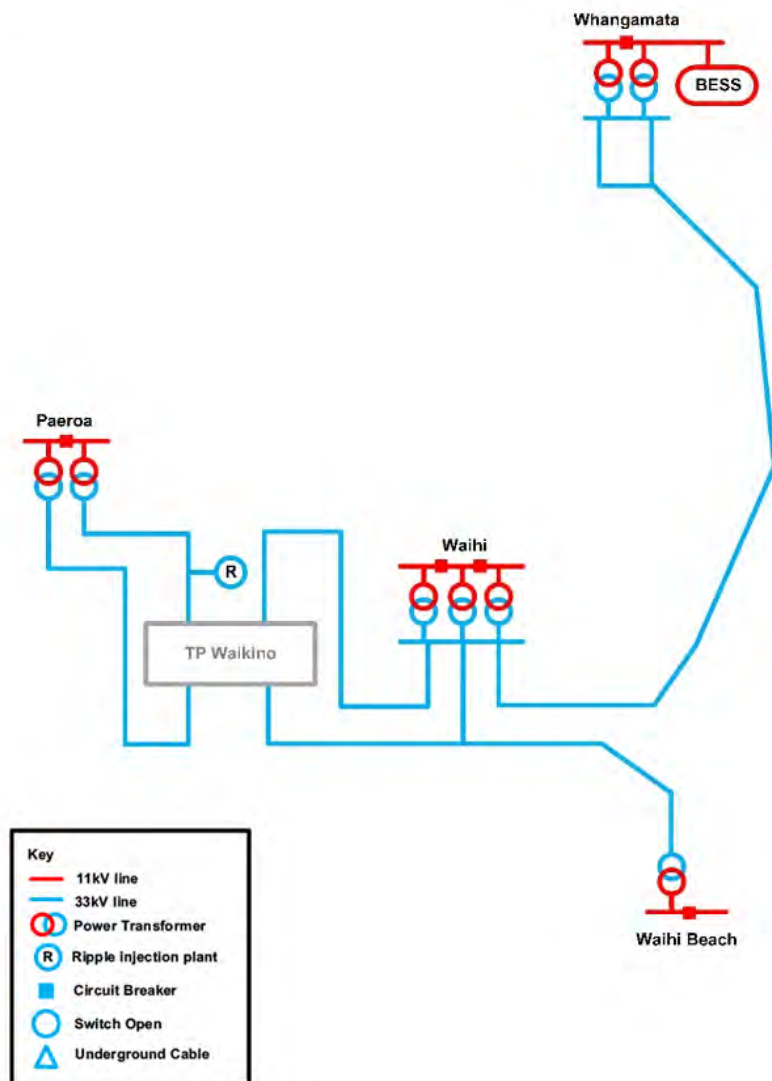 Whangamata
BESS
Paeroa
R
Waihi
TP Waikino
Waihi Beach
Key
11kV line
33kV line
Power Transformer
R Ripple injection plant
Circuit Breaker
Switch Open
Underground Cable